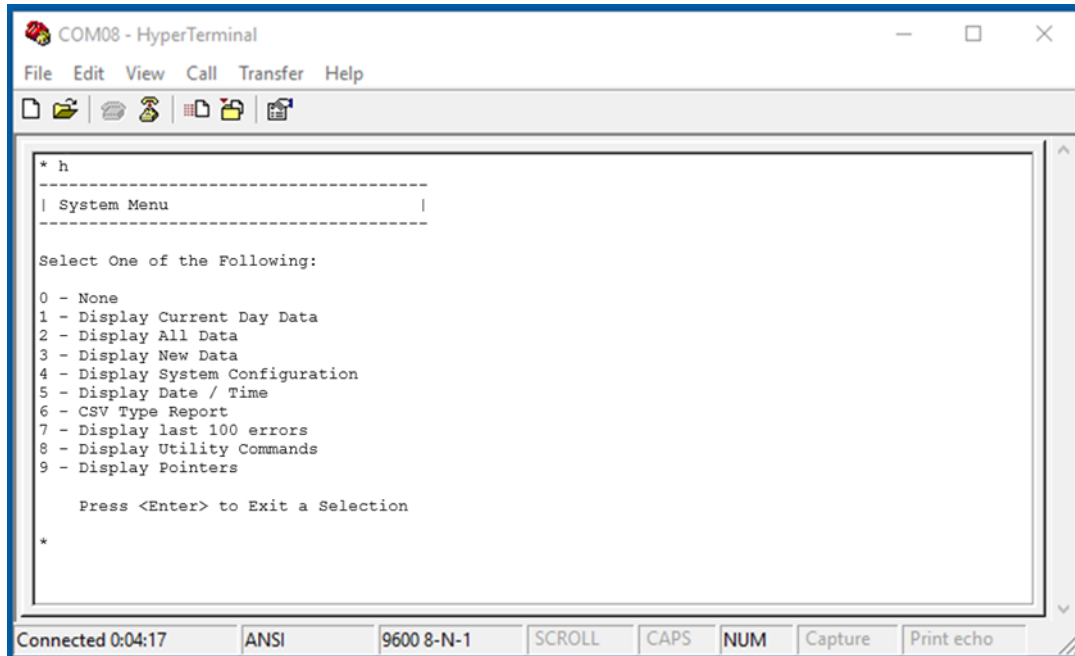 COM08 - HyperTerminal
File Edit View Call Transfer Help
* h
---------------------------------------
| System Menu                         |
---------------------------------------
Select One of the Following:
0 - None
1 - Display Current Day Data
2 - Display All Data
3 - Display New Data
4 - Display System Configuration
5 - Display Date / Time
6 - CSV Type Report
7 - Display last 100 errors
8 - Display Utility Commands
9 - Display Pointers
Press <Enter> to Exit a Selection
*
Connected 0:04:17 ANSI 9600 8-N-1 SCROLL CAPS NUM Capture Print echo